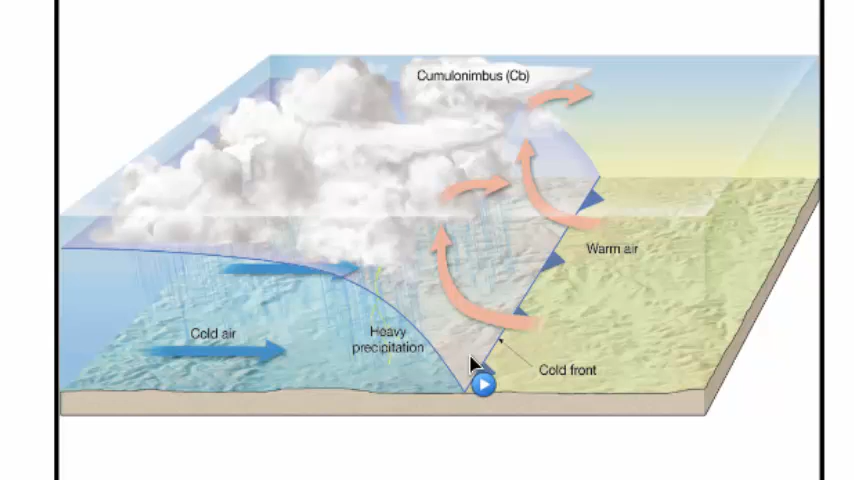 Cumulonimbus (Cb)
Warm air
Cold air
Heavy
precipitation
Cold front